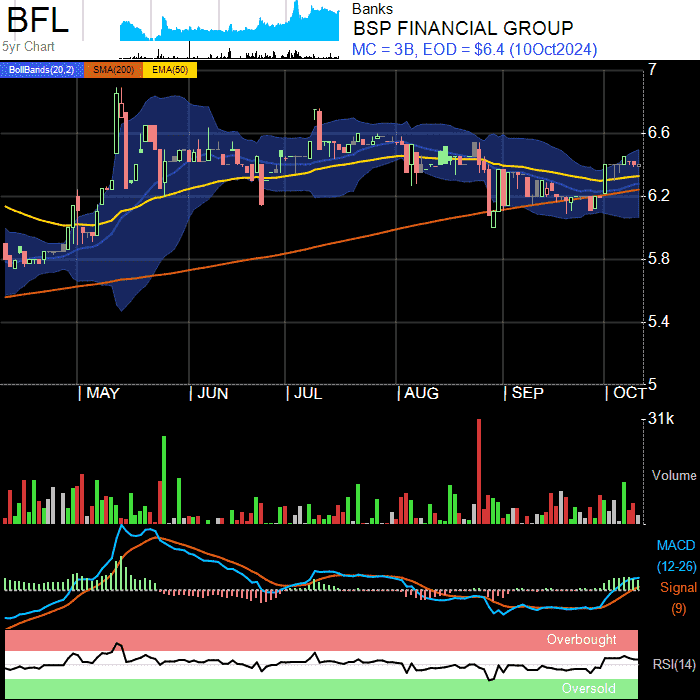 BFL
5yr Chart
Banks
BSP FINANCIAL GROUP
MC = 3B, EOD = $6.4 (10Oct2024)
BollBands(20,2) SMA(200) EMA(50)
7
6.6
6.2
5.8
5.4
5
| MAY | JUN | JUL | AUG | SEP | OCT
31k
Volume
MACD
(12-26)
Signal
(9)
Overbought
RSI(14)
Oversold